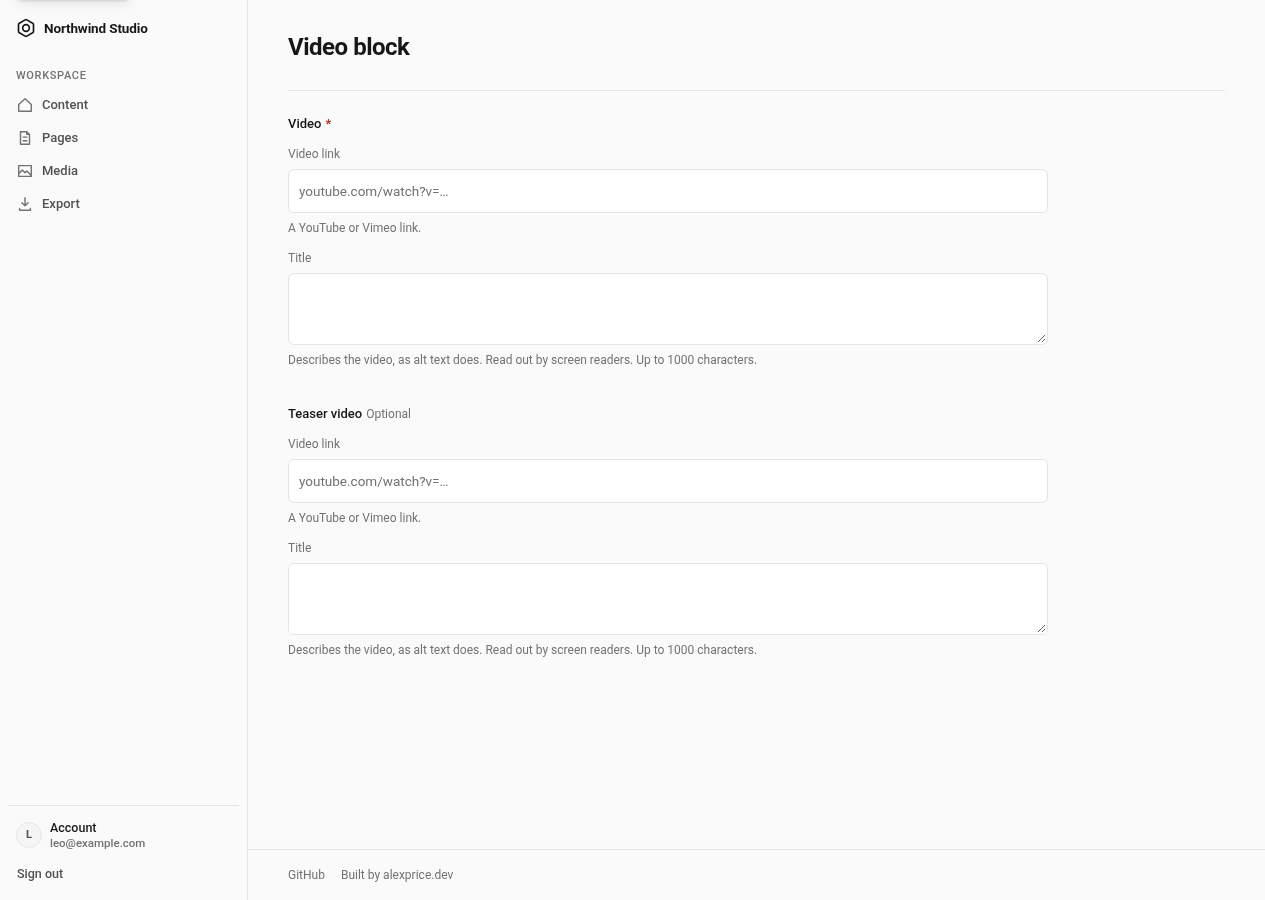 Northwind Studio
WORKSPACE
Content
Pages
Media
Export
Account
L
leo@example.com
Sign out
Video block
Video *
Video link
youtube.com/watch?v=…
A YouTube or Vimeo link.
Title
Describes the video, as alt text does. Read out by screen readers. Up to 1000 characters.
Teaser video Optional
Video link
youtube.com/watch?v=…
A YouTube or Vimeo link.
Title
Describes the video, as alt text does. Read out by screen readers. Up to 1000 characters.
GitHub Built by alexprice.dev